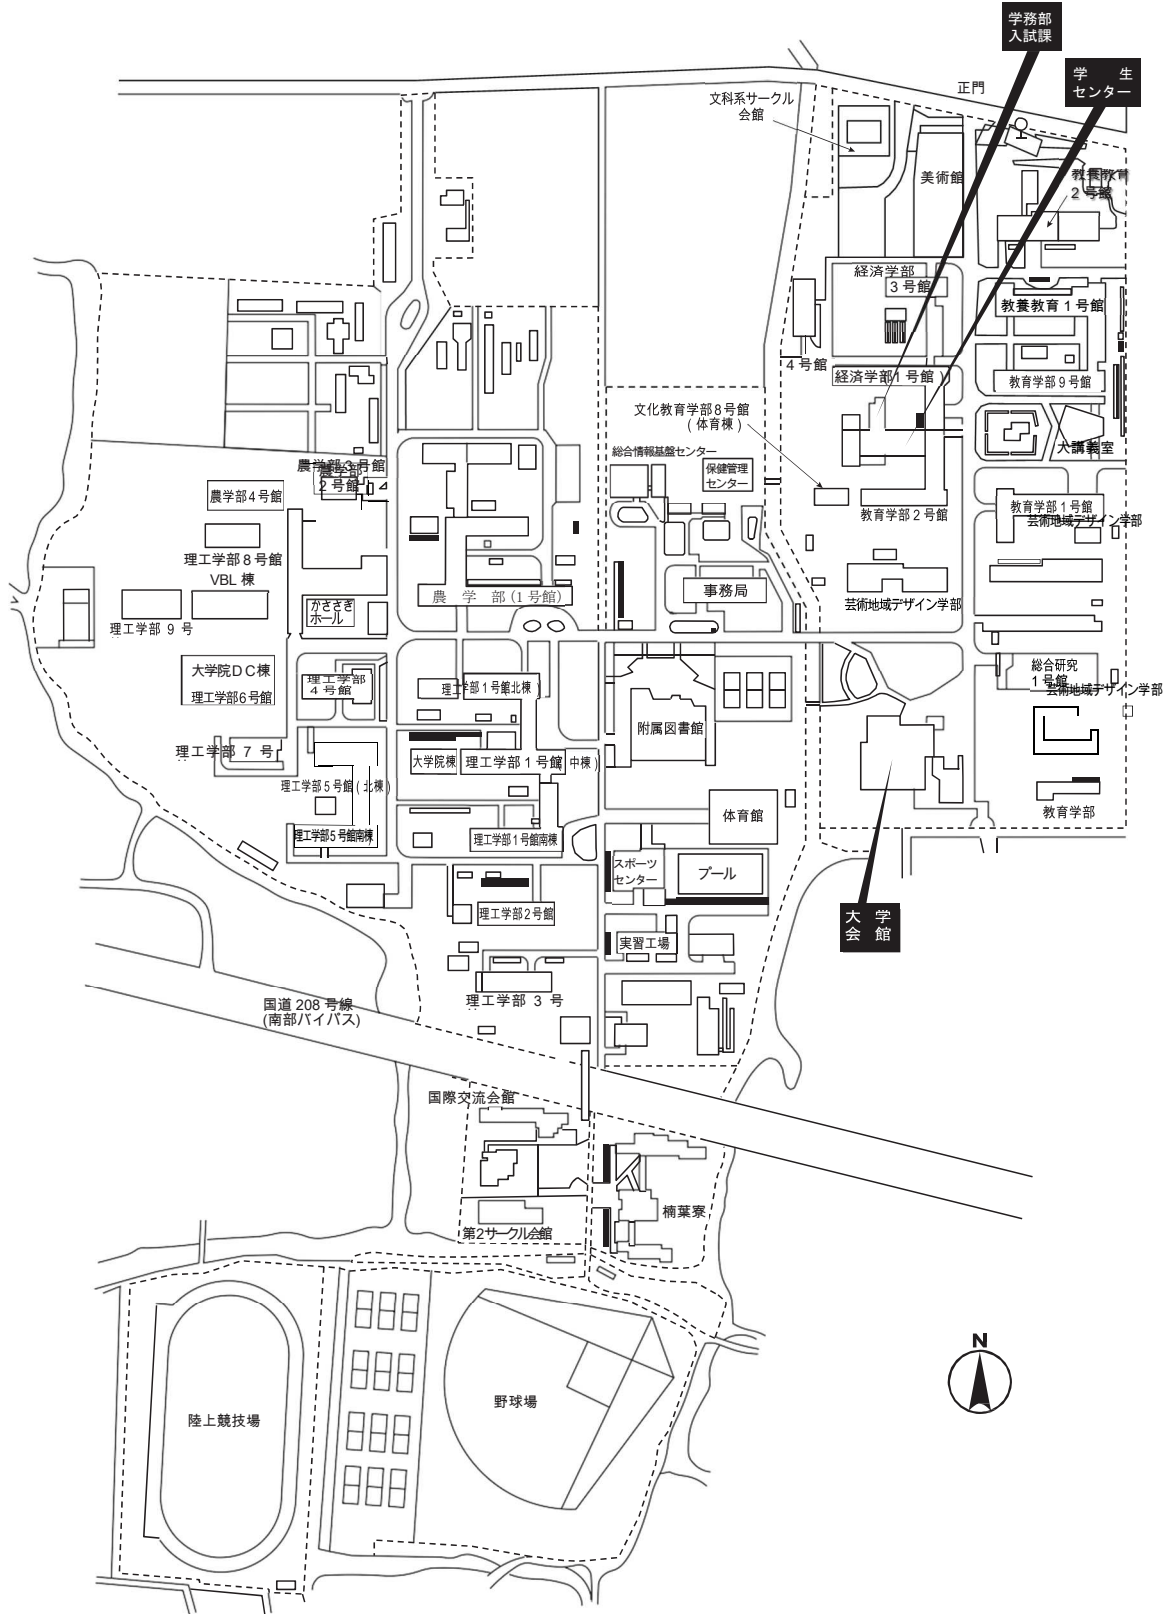 学務部
入試課
学 生
センター
正門
文科系サークル
会館
美術館
教養教育
2 号館
経済学部
3 号館
教養教育 1 号館
4 号館
経済学部 1 号館
教育学部 9 号館
文化教育学部 8 号館
( 体育棟 )
大講義室
総合情報基盤センター
保健管理
センター
農学部 3 号館
農学部
2 号館
農学部 4 号館
教育学部 2 号館
教育学部 1 号館
芸術地域デザイン学部
理工学部 8 号館
VBL 棟
農 学 部 (1 号館)
事務局
芸術地域デザイン学部
かささぎ
ホール
理工学部 9 号
大学院ＤＣ棟
理工学部6号館
理工学部
4 号館
理工学部 1 号館北棟 )
総合研究
1 号館
芸術地域デザイン学部
附属図書館
理工学部 7 号
大学院棟
理工学部 1 号館( 中棟 )
理工学部 5 号館 ( 北棟 )
体育館
教育学部
理工学部 5 号館南棟
理工学部 1 号館南棟
スポーツ
センター
プール
理工学部 2 号館
大 学
会 館
実習工場
理工学部 3 号
国道 208 号線
(南部バイパス)
国際交流会館
楠葉寮
第2サークル会館
N
野球場
陸上競技場